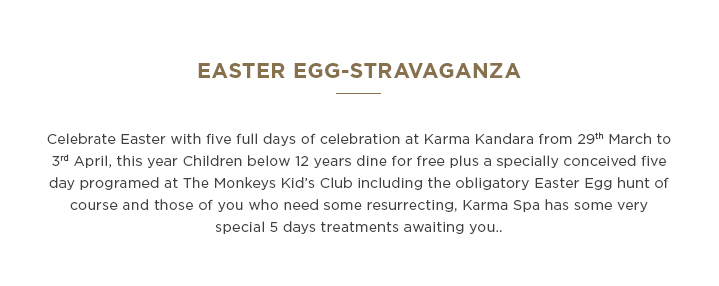 EASTER EGG-STRAVAGANZA
Celebrate Easter with five full days of celebration at Karma Kandara from 29th March to
3rd April, this year Children below 12 years dine for free plus a specially conceived five
day programed at The Monkeys Kid's Club including the obligatory Easter Egg hunt of
course and those of you who need some resurrecting, Karma Spa has some very
special 5 days treatments awaiting you..